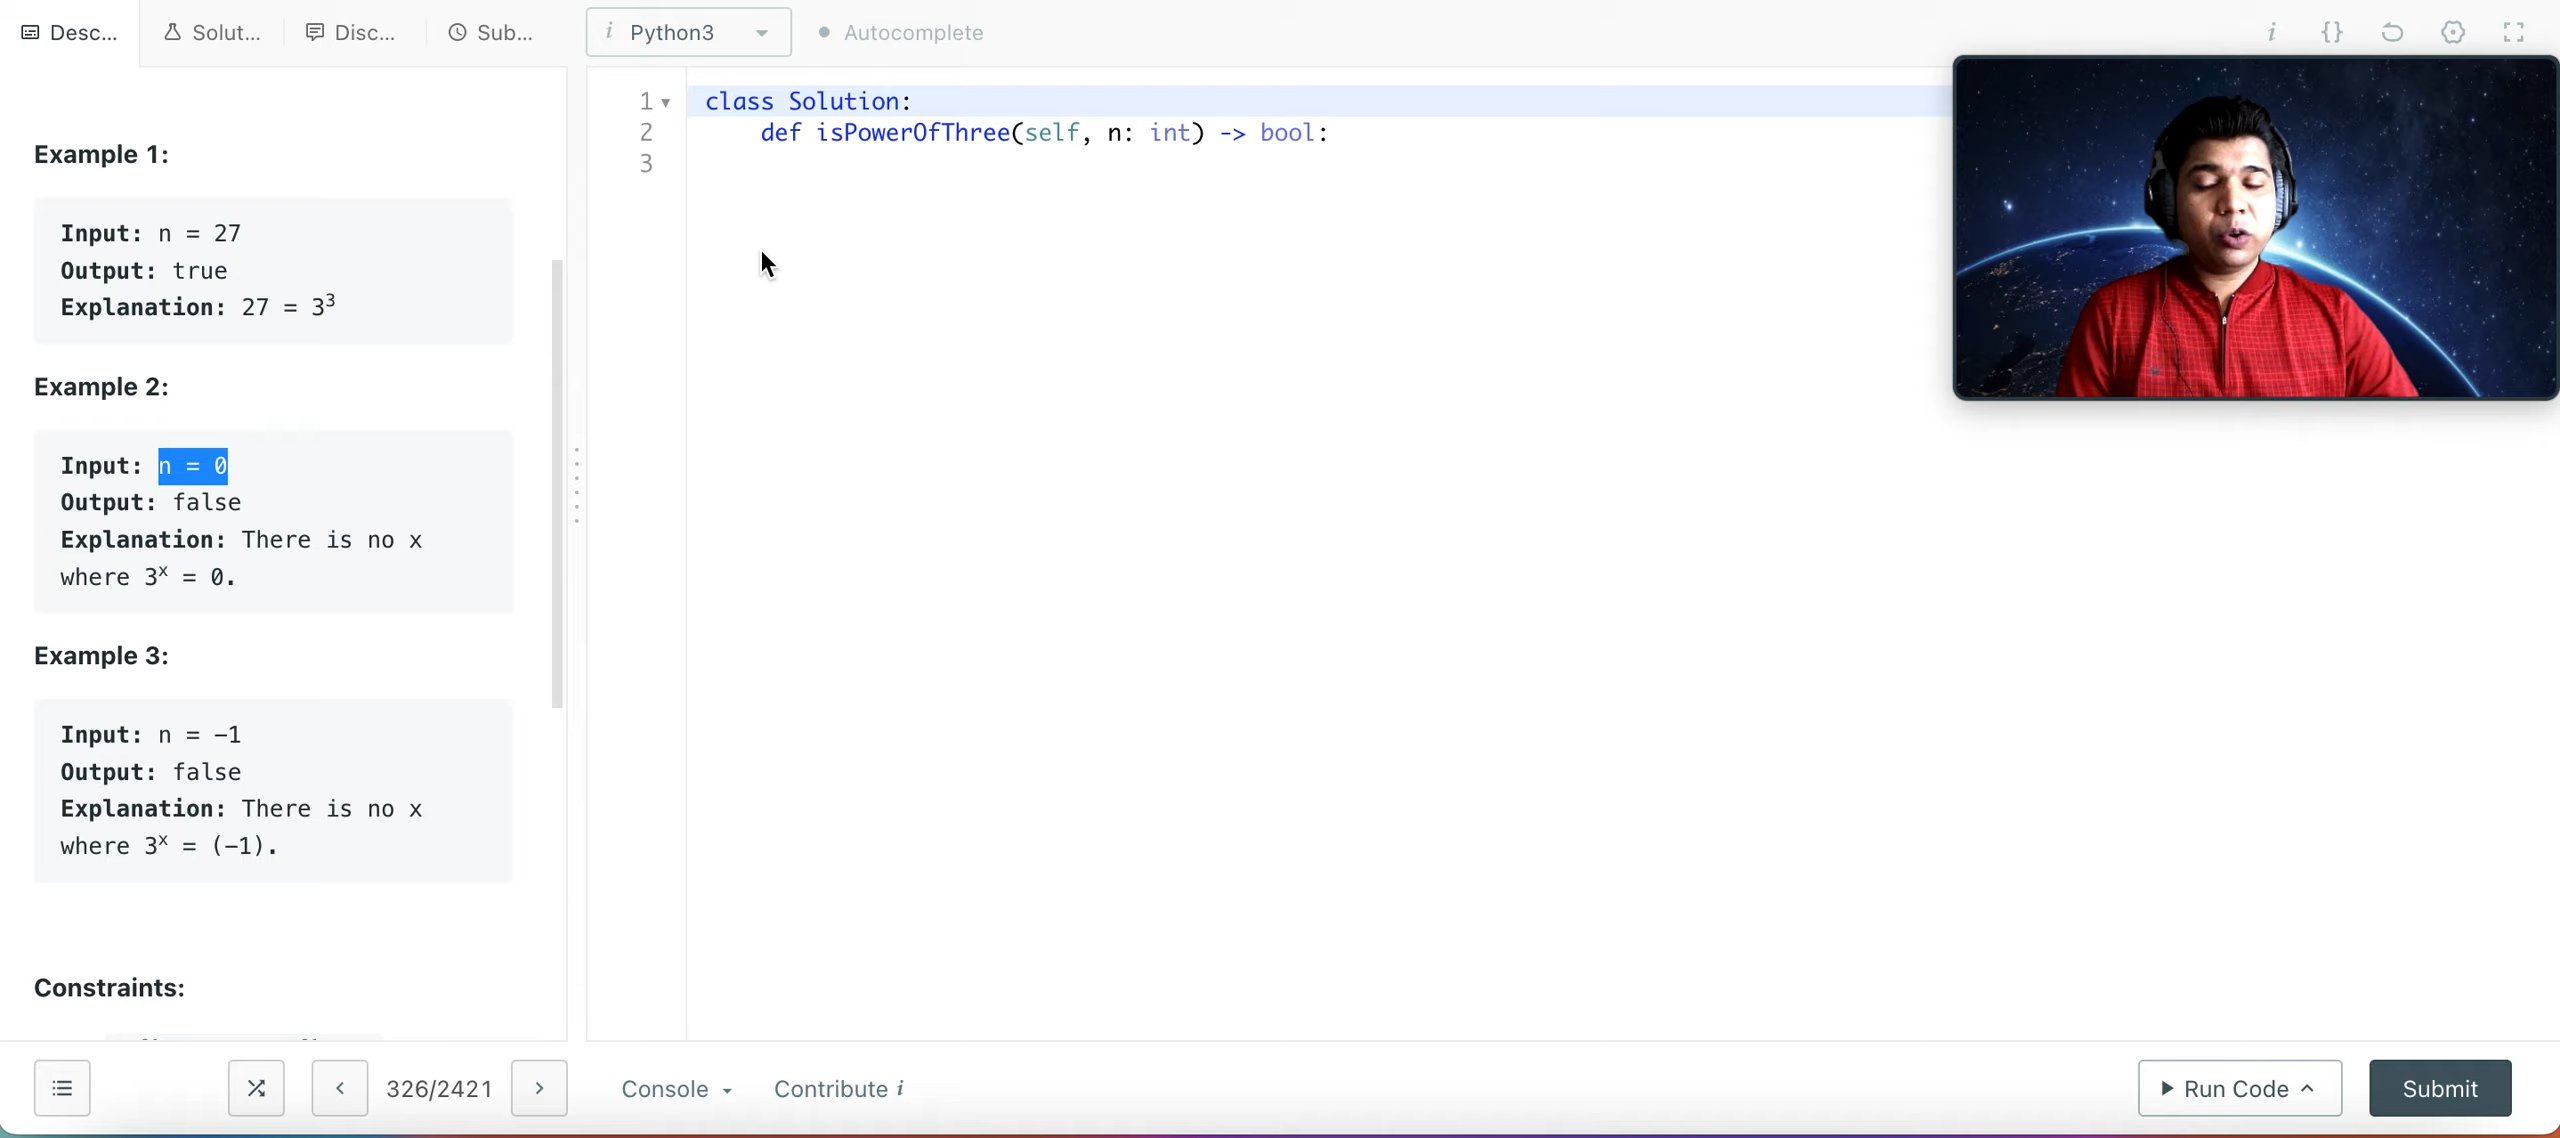 Desc...
Solut...
Disc...
Sub...
i Python3
Autocomplete
i {}
Example 1:
Input: n = 27
Output: true
Explanation: 27 = 3³
Example 2:
Input: n = 0
Output: false
Explanation: There is no x
where 3ˣ = 0.
Example 3:
Input: n = −1
Output: false
Explanation: There is no x
where 3ˣ = (−1).
Constraints:
1 class Solution:
2 def isPowerOfThree(self, n: int) -> bool:
3
326/2421
Console
Contribute i
Run Code
Submit